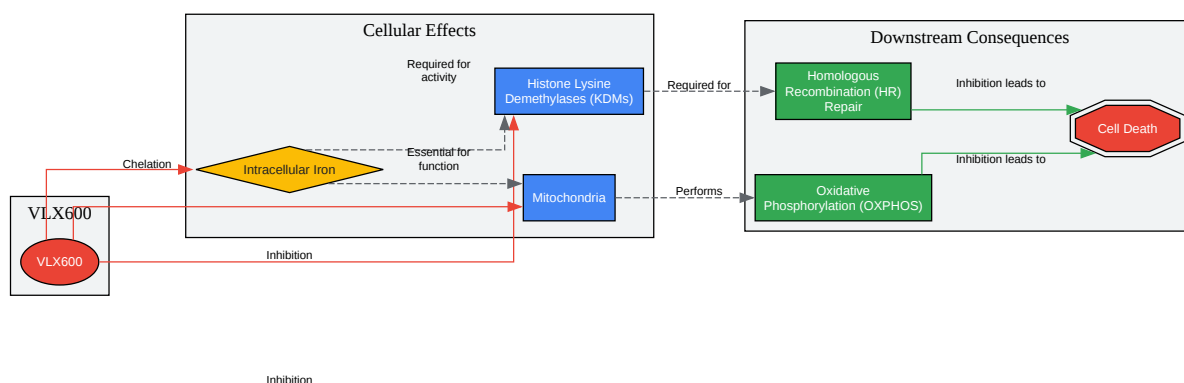 Cellular Effects
Downstream Consequences
Required for
activity
Histone Lysine
Demethylases (KDMs)
Required for
Homologous
Recombination (HR)
Repair
Inhibition leads to
Cell Death
Chelation
Intracellular Iron
Essential for
function
Inhibition leads to
Mitochondria
Performs
Oxidative
Phosphorylation (OXPHOS)
VLX600
VLX600
Inhibition
Inhibition